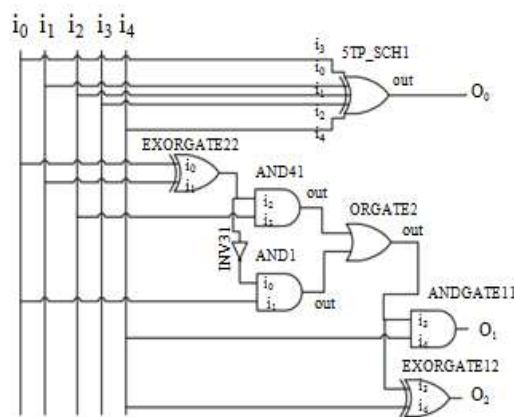 i₀ i₁ i₂ i₃ i₄
i₃
5TP_SCH1
i₀
out
i₁
O₀
i₂
i₄
EXORGATE22
i₀
i₁
AND41
out
i₂
i₃
ORGATE2
out
INV31
AND1
i₀
i₁
out
ANDGATE11
i₃
i₄
O₁
EXORGATE12
i₃
i₄
O₂